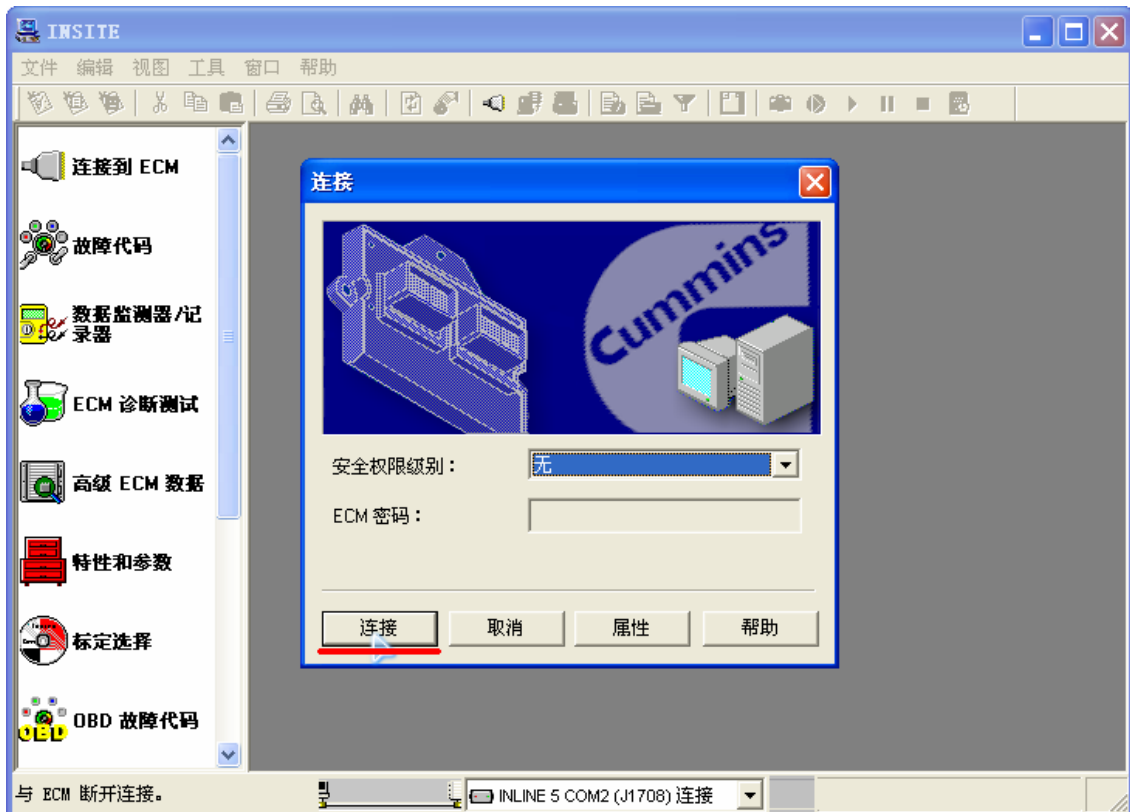 INSITE
文件 编辑 视图 工具 窗口 帮助
连接到 ECM
故障代码
数据监测器/记
录器
ECM 诊断测试
高级 ECM 数据
特性和参数
标定选择
OBD 故障代码
连接
Cummins
安全权限级别：
无
ECM 密码：
连接 取消 属性 帮助
与 ECM 断开连接。
INLINE 5 COM2 (J1708) 连接